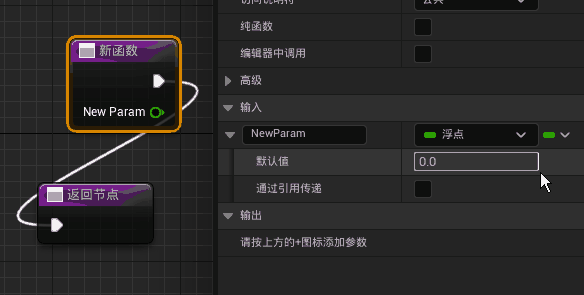 新函数
New Param
返回节点
访问说明符
公共
纯函数
编辑器中调用
高级
输入
NewParam
浮点
默认值
0.0
通过引用传递
输出
请按上方的+图标添加参数